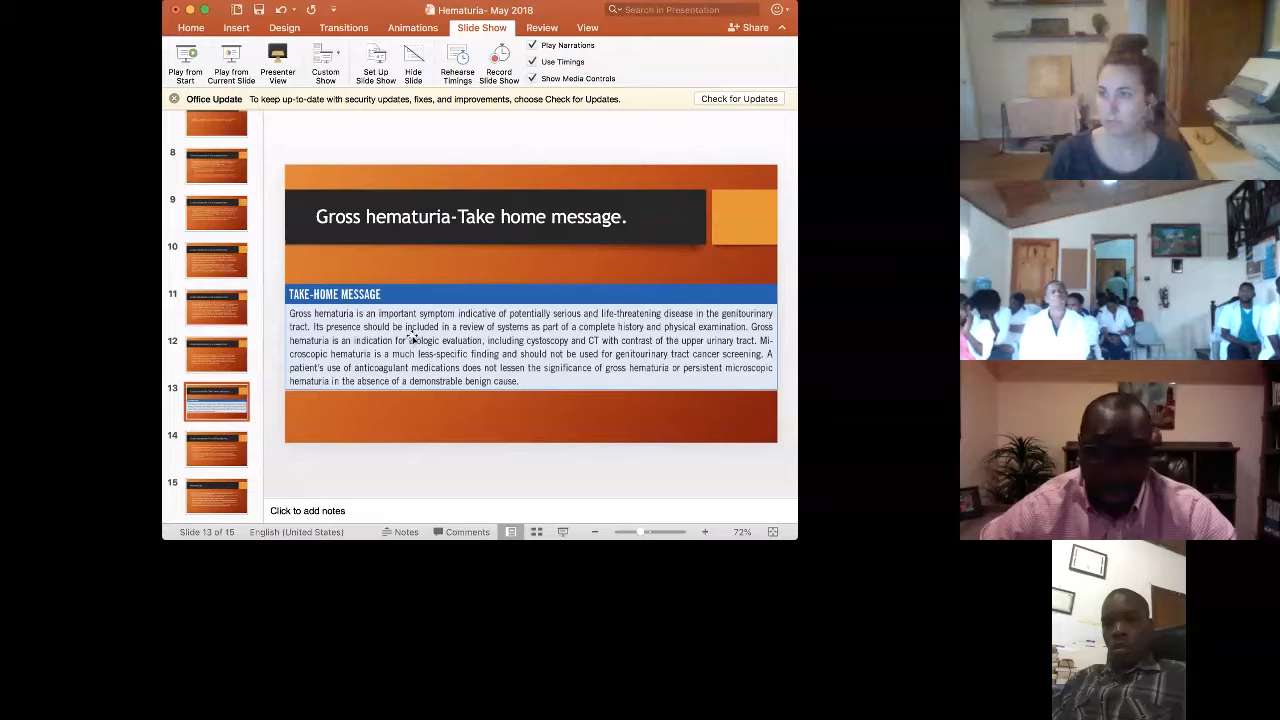 Hematuria- May 2018
Search in Presentation
Home Insert Design Transitions Animations Slide Show Review View Share
Play from Start
Play from Current Slide
Presenter View
Custom Show
Set Up Slide Show
Hide Slide
Rehearse Timings
Record Slide Show
Play Narrations
Use Timings
Show Media Controls
Office Update To keep up-to-date with security updates, fixes, and improvements, choose Check for Updates. Check for Updates
8
9
10
11
12
13
14
15
Gross Hematuria-Take home message.
TAKE-HOME MESSAGE
Gross hematuria is an important symptom indicative of potentially serious and life-threatening disease in the genitourinary
tract. Its presence should be included in a review of systems as part of a complete history and physical examination. Gross
hematuria is an indication for urologic evaluation including cystoscopy and CT with imaging of the upper urinary tract. Mi-
croscopic hematuria is a much less-specific finding and should not be used for primary urinary tract cancer screening. A
patient's use of anticoagulant medications does not lessen the significance of gross hematuria or persistent microscopic
hematuria in the absence of a demonstrable benign cause.
Click to add notes
Slide 13 of 15 English (United States) Notes Comments 72%